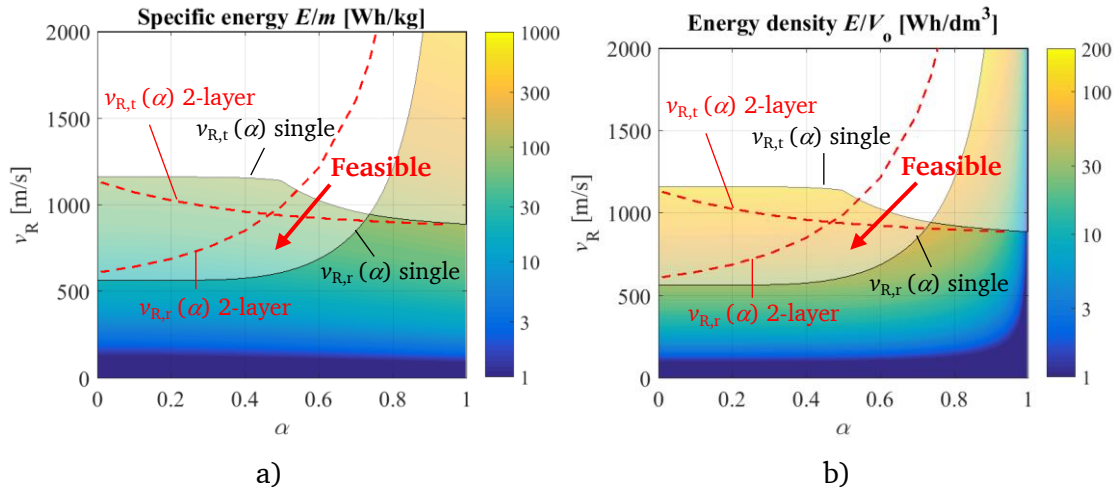 Specific energy E/m [Wh/kg]
2000
1500
1000
500
0
v_R [m/s]
0
0.2
0.4
0.6
0.8
1
α
1000
300
100
30
10
3
1
v_R,t (α) 2-layer
v_R,t (α) single
Feasible
v_R,r (α) single
v_R,r (α) 2-layer
a)
Energy density E/V_o [Wh/dm³]
2000
1500
1000
500
0
v_R [m/s]
0
0.2
0.4
0.6
0.8
1
α
200
100
30
10
3
1
v_R,t (α) 2-layer
v_R,t (α) single
Feasible
v_R,r (α) single
v_R,r (α) 2-layer
b)